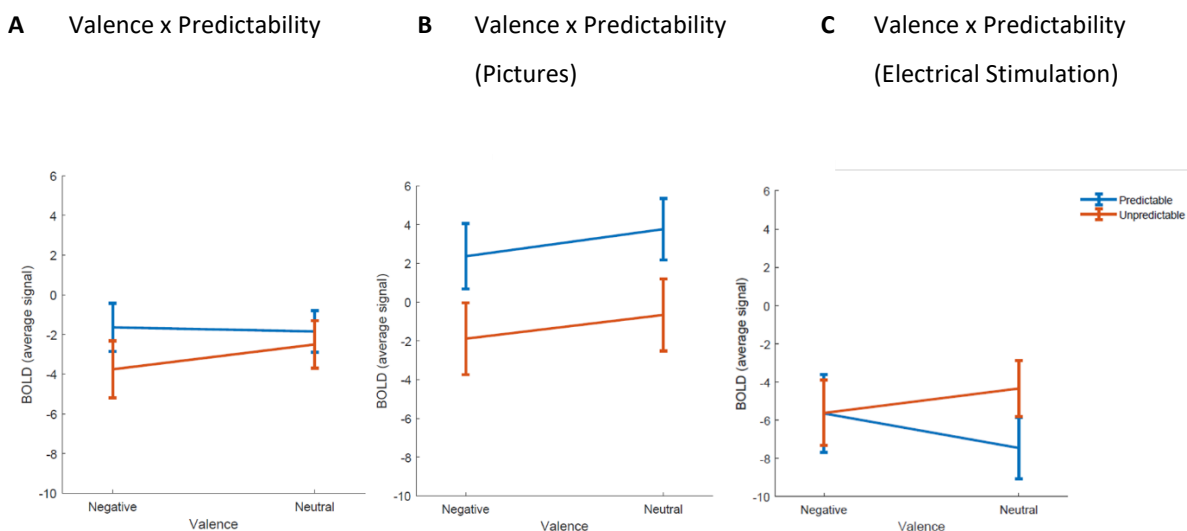 A Valence x Predictability
B Valence x Predictability
(Pictures)
C Valence x Predictability
(Electrical Stimulation)
6
4
2
0
-2
-4
-6
-8
-10
BOLD (average signal)
Negative
Neutral
Valence
6
4
2
0
-2
-4
-6
-8
-10
BOLD (average signal)
Negative
Neutral
Valence
6
4
2
0
-2
-4
-6
-8
-10
BOLD (average signal)
Negative
Neutral
Valence
Predictable
Unpredictable